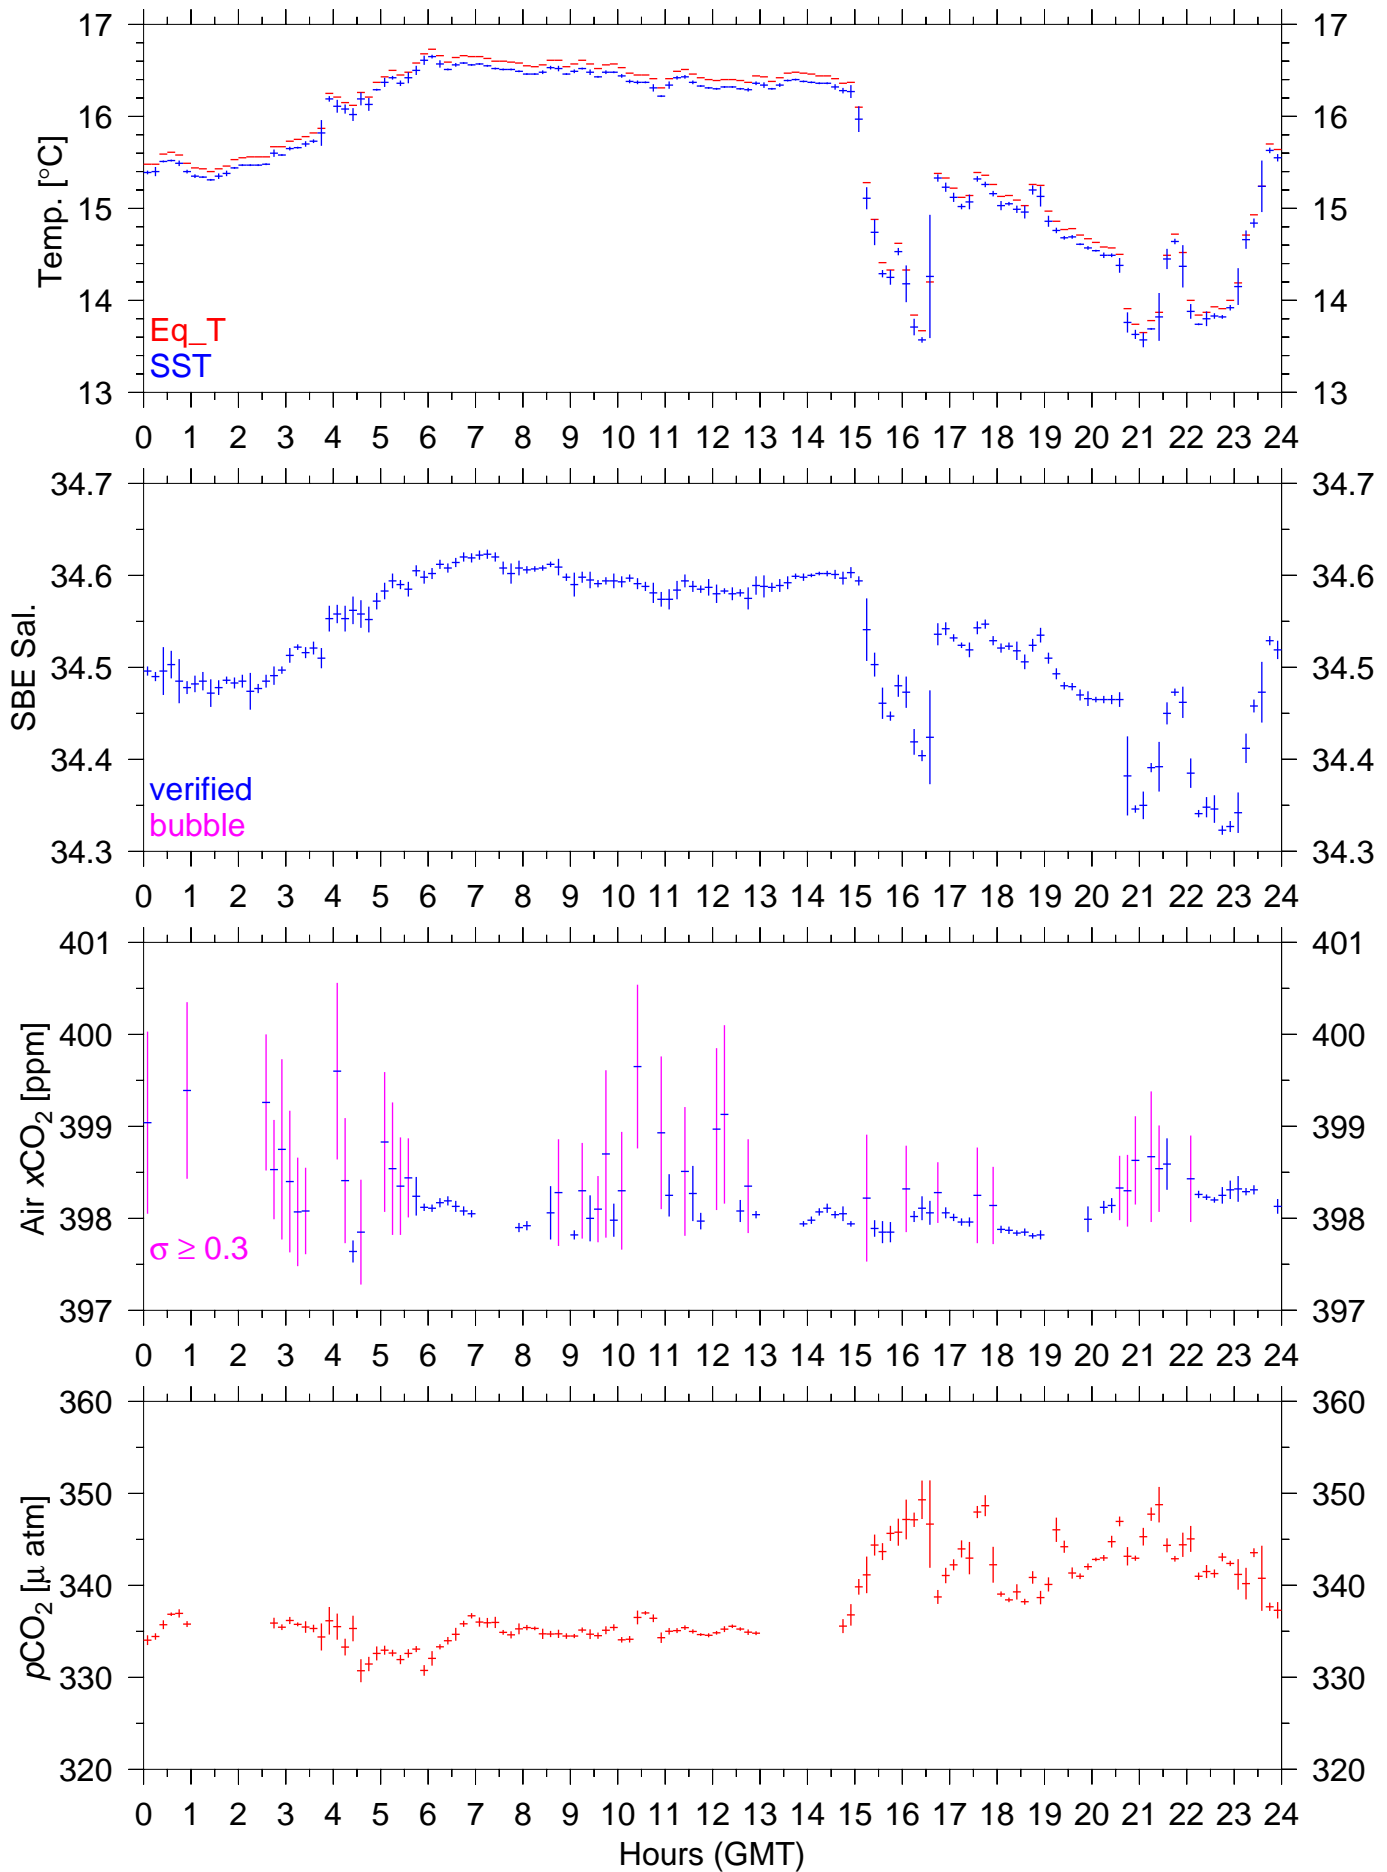 17 17
16 16
15 15
14 14
13 13
Temp. [°C]
Eq_T
SST
0 1 2 3 4 5 6 7 8 9 10 11 12 13 14 15 16 17 18 19 20 21 22 23 24
34.7 34.7
34.6 34.6
34.5 34.5
34.4 34.4
34.3 34.3
SBE Sal.
verified
bubble
0 1 2 3 4 5 6 7 8 9 10 11 12 13 14 15 16 17 18 19 20 21 22 23 24
401 401
400 400
399 399
398 398
397 397
Air xCO₂ [ppm]
σ ≥ 0.3
0 1 2 3 4 5 6 7 8 9 10 11 12 13 14 15 16 17 18 19 20 21 22 23 24
360 360
350 350
340 340
330 330
320 320
pCO₂ [μ atm]
0 1 2 3 4 5 6 7 8 9 10 11 12 13 14 15 16 17 18 19 20 21 22 23 24
Hours (GMT)